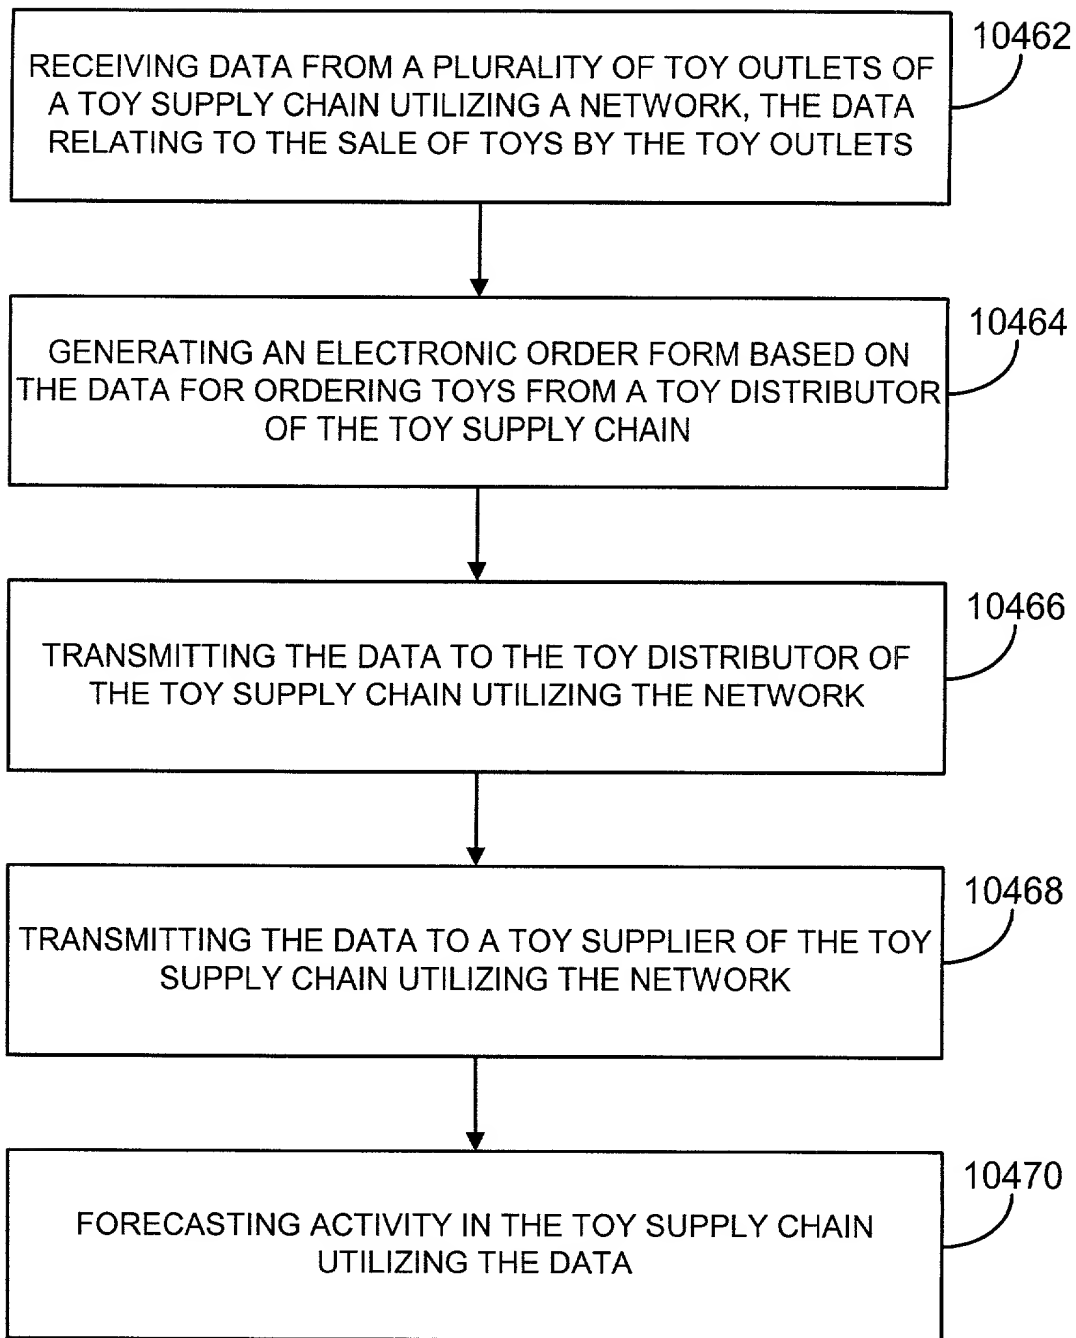 10462
RECEIVING DATA FROM A PLURALITY OF TOY OUTLETS OF
A TOY SUPPLY CHAIN UTILIZING A NETWORK, THE DATA
RELATING TO THE SALE OF TOYS BY THE TOY OUTLETS
10464
GENERATING AN ELECTRONIC ORDER FORM BASED ON
THE DATA FOR ORDERING TOYS FROM A TOY DISTRIBUTOR
OF THE TOY SUPPLY CHAIN
10466
TRANSMITTING THE DATA TO THE TOY DISTRIBUTOR OF
THE TOY SUPPLY CHAIN UTILIZING THE NETWORK
10468
TRANSMITTING THE DATA TO A TOY SUPPLIER OF THE TOY
SUPPLY CHAIN UTILIZING THE NETWORK
10470
FORECASTING ACTIVITY IN THE TOY SUPPLY CHAIN
UTILIZING THE DATA